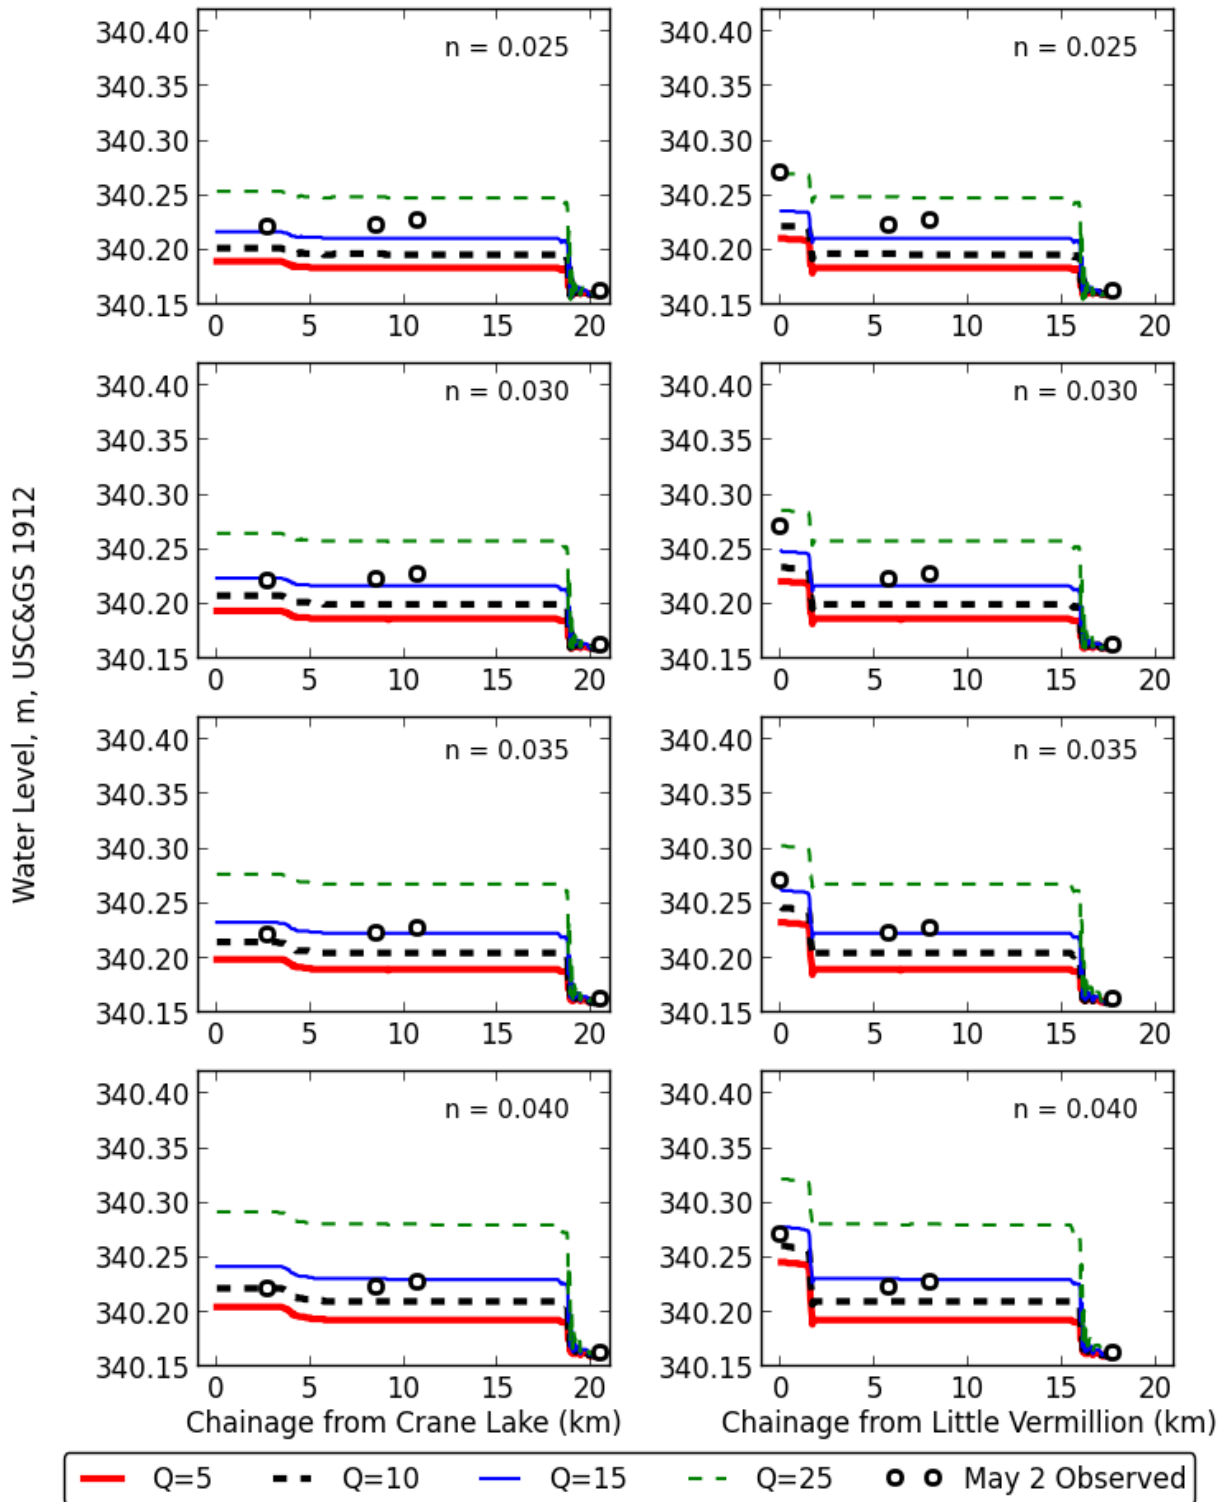 340.40
340.35
340.30
340.25
340.20
340.15
n = 0.025
0 5 10 15 20
340.40
340.35
340.30
340.25
340.20
340.15
n = 0.025
0 5 10 15 20
340.40
340.35
340.30
340.25
340.20
340.15
n = 0.030
0 5 10 15 20
340.40
340.35
340.30
340.25
340.20
340.15
n = 0.030
0 5 10 15 20
Water Level, m, USC&GS 1912
340.40
340.35
340.30
340.25
340.20
340.15
n = 0.035
0 5 10 15 20
340.40
340.35
340.30
340.25
340.20
340.15
n = 0.035
0 5 10 15 20
340.40
340.35
340.30
340.25
340.20
340.15
n = 0.040
0 5 10 15 20
Chainage from Crane Lake (km)
340.40
340.35
340.30
340.25
340.20
340.15
n = 0.040
0 5 10 15 20
Chainage from Little Vermillion (km)
Q=5 Q=10 Q=15 Q=25 May 2 Observed